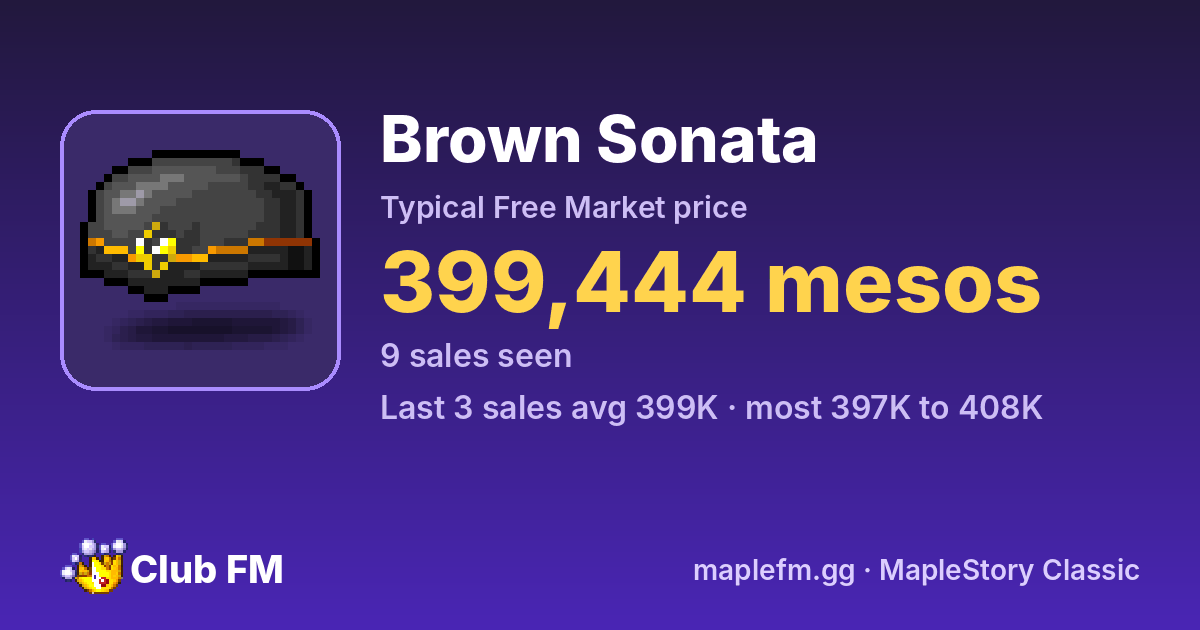 Brown Sonata
Typical Free Market price
399,444 mesos
9 sales seen
Last 3 sales avg 399K · most 397K to 408K
Club FM
maplefm.gg · MapleStory Classic